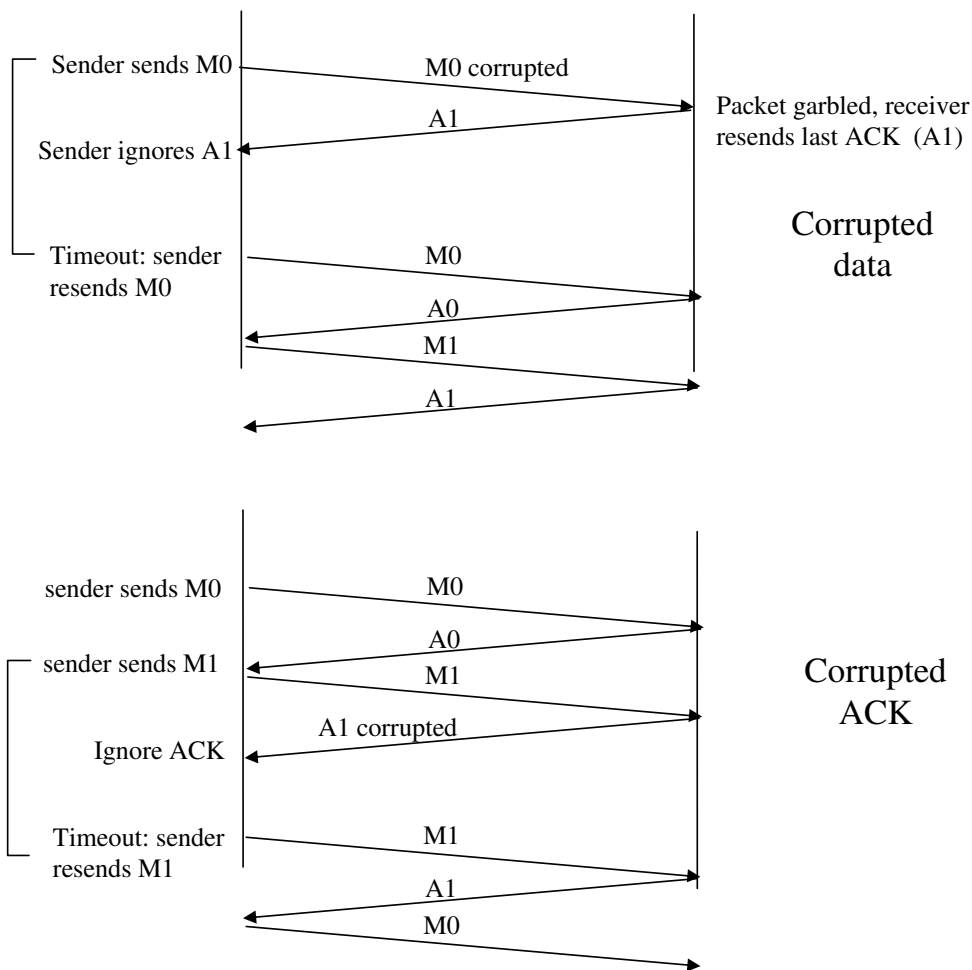 Sender sends M0
M0 corrupted
Packet garbled, receiver
resends last ACK  (A1)
A1
Sender ignores A1
Corrupted
data
Timeout: sender
resends M0
M0
A0
M1
A1
sender sends M0
M0
A0
sender sends M1
M1
Corrupted
ACK
A1 corrupted
Ignore ACK
Timeout: sender
resends M1
M1
A1
M0